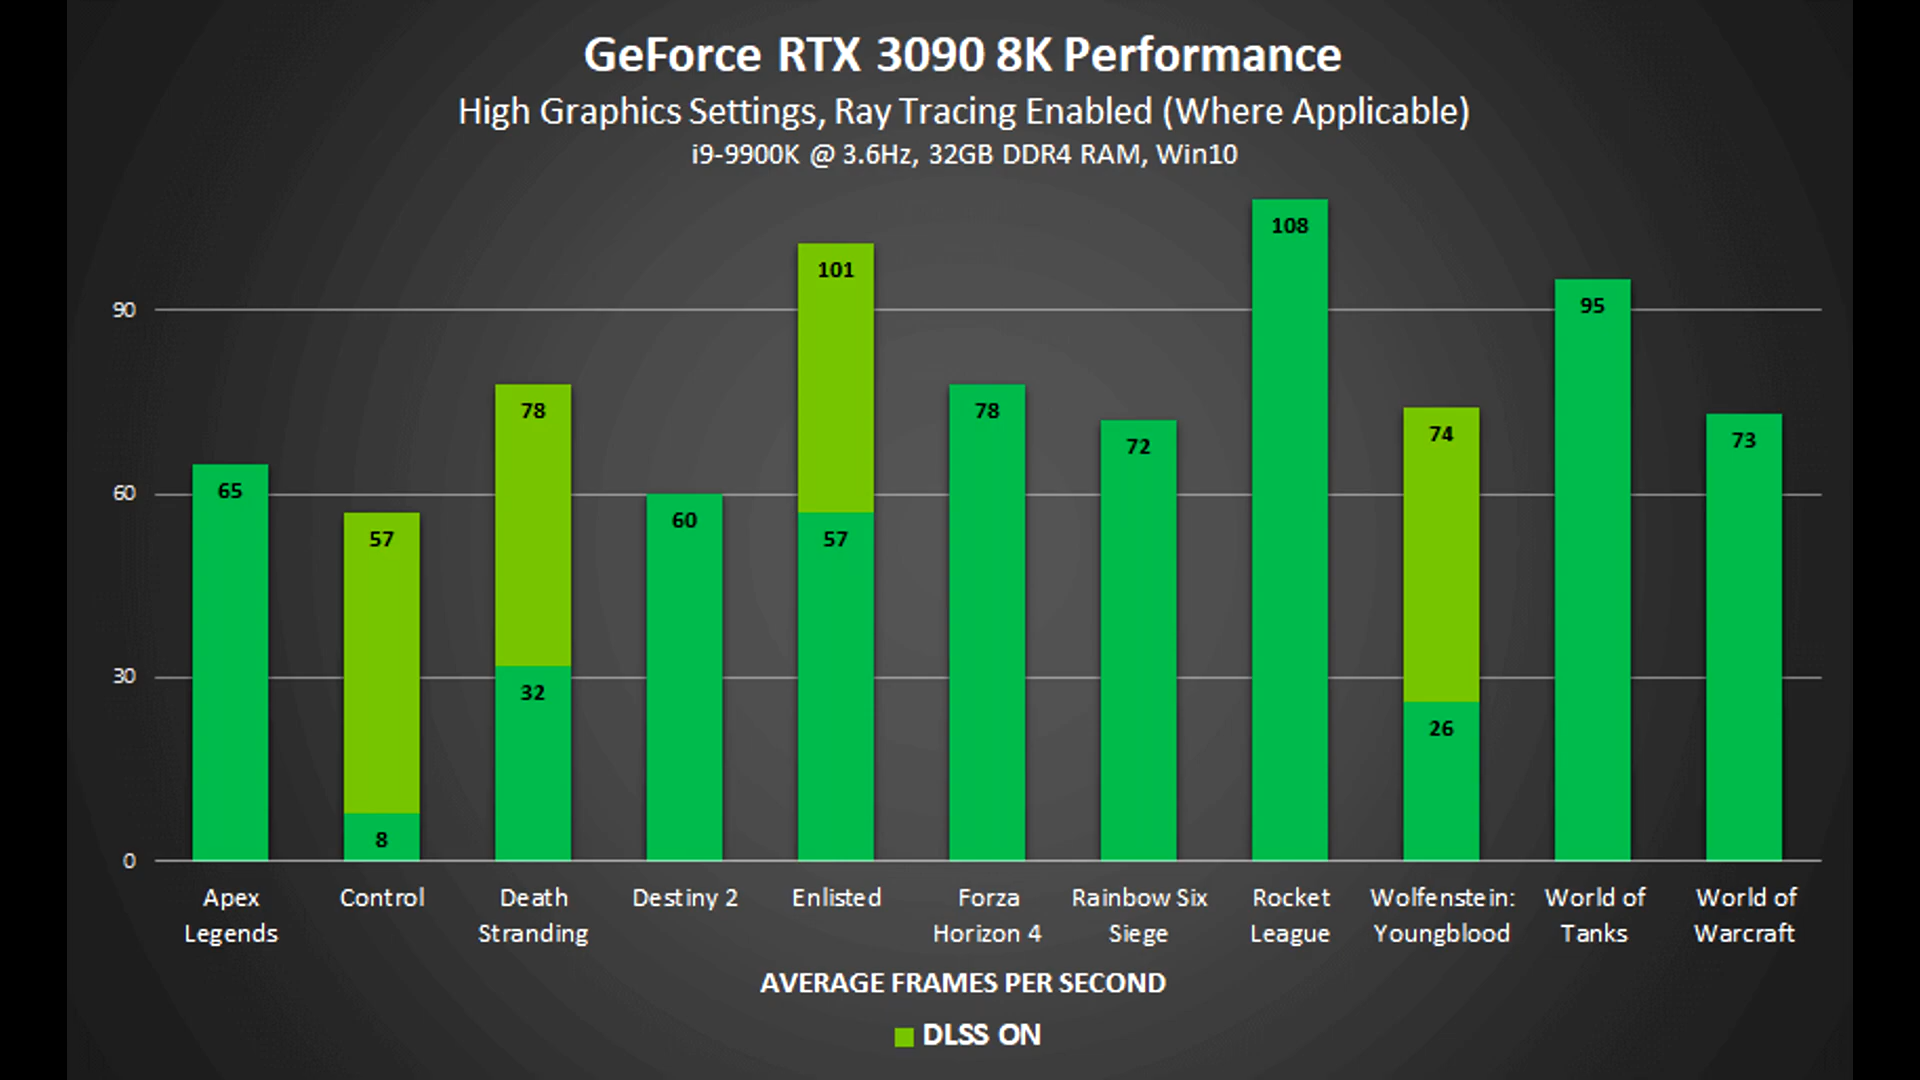 GeForce RTX 3090 8K Performance
High Graphics Settings, Ray Tracing Enabled (Where Applicable)
i9-9900K @ 3.6Hz, 32GB DDR4 RAM, Win10
108
101
95
90
78
78
74
73
72
65
60
60
57
57
32
30
26
8
0
Apex Legends
Control
Death Stranding
Destiny 2
Enlisted
Forza Horizon 4
Rainbow Six Siege
Rocket League
Wolfenstein: Youngblood
World of Tanks
World of Warcraft
AVERAGE FRAMES PER SECOND
DLSS ON